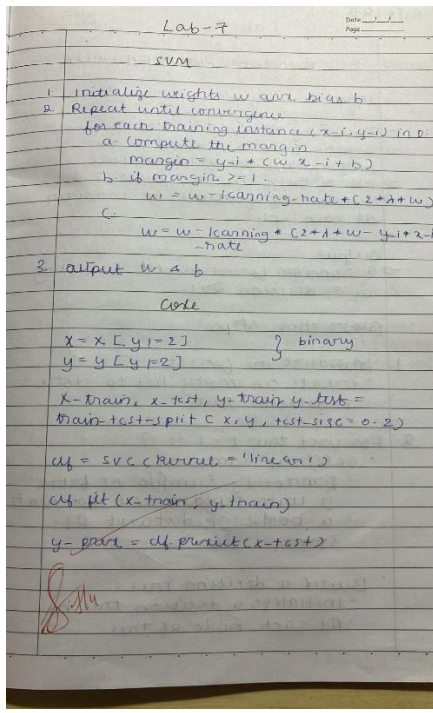 Lab-7
Date __/__/__
Page
SVM
1. Initialize weights w and bias b
2. Repeat until convergence
for each training instance (x-i, y-i) in D:
a. compute the margin
margin = y-i * (w x-i + b)
b. if margin >= 1:
w = w - learning-rate * (2 * λ * w)
c.
w = w - learning * (2 * λ * w - y-i * x-i
-rate
3. output w & b
Code
x = x [y != 2] } binary
y = y [y != 2]
x-train, x-test, y-train y-test =
train-test-split (x, y, test-size = 0.2)
clf = SVC (kernel = 'linear')
clf fit (x-train, y-train)
y-pred = clf.predict (x-test)